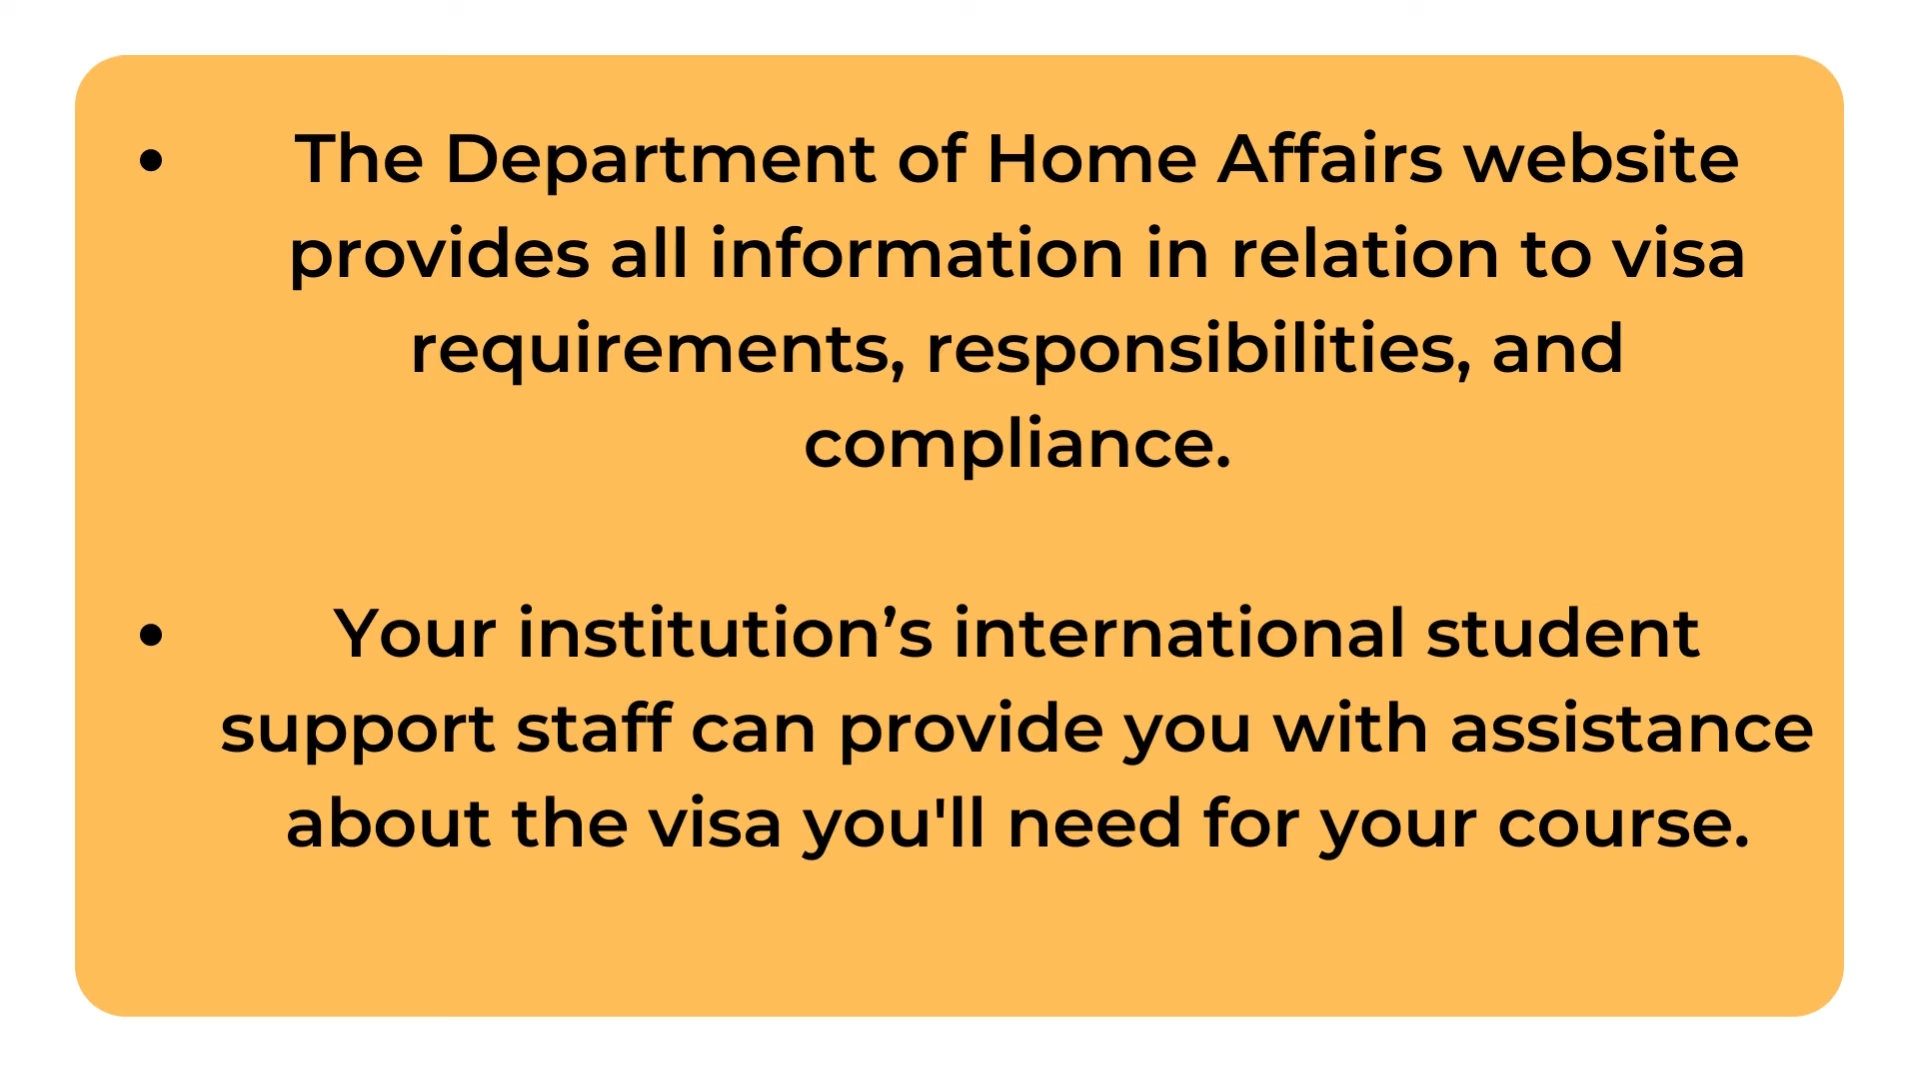 • The Department of Home Affairs website
provides all information in relation to visa
requirements, responsibilities, and
compliance.
• Your institution’s international student
support staff can provide you with assistance
about the visa you'll need for your course.